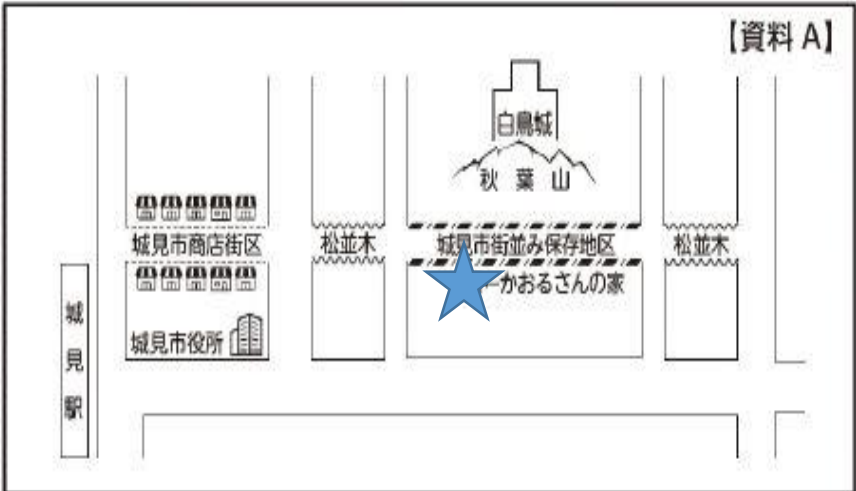 【資料 A】
白鳥城
秋葉山
城見市商店街区
松並木
城見市街並み保存地区
松並木
かおるさんの家
城見市役所
城見駅